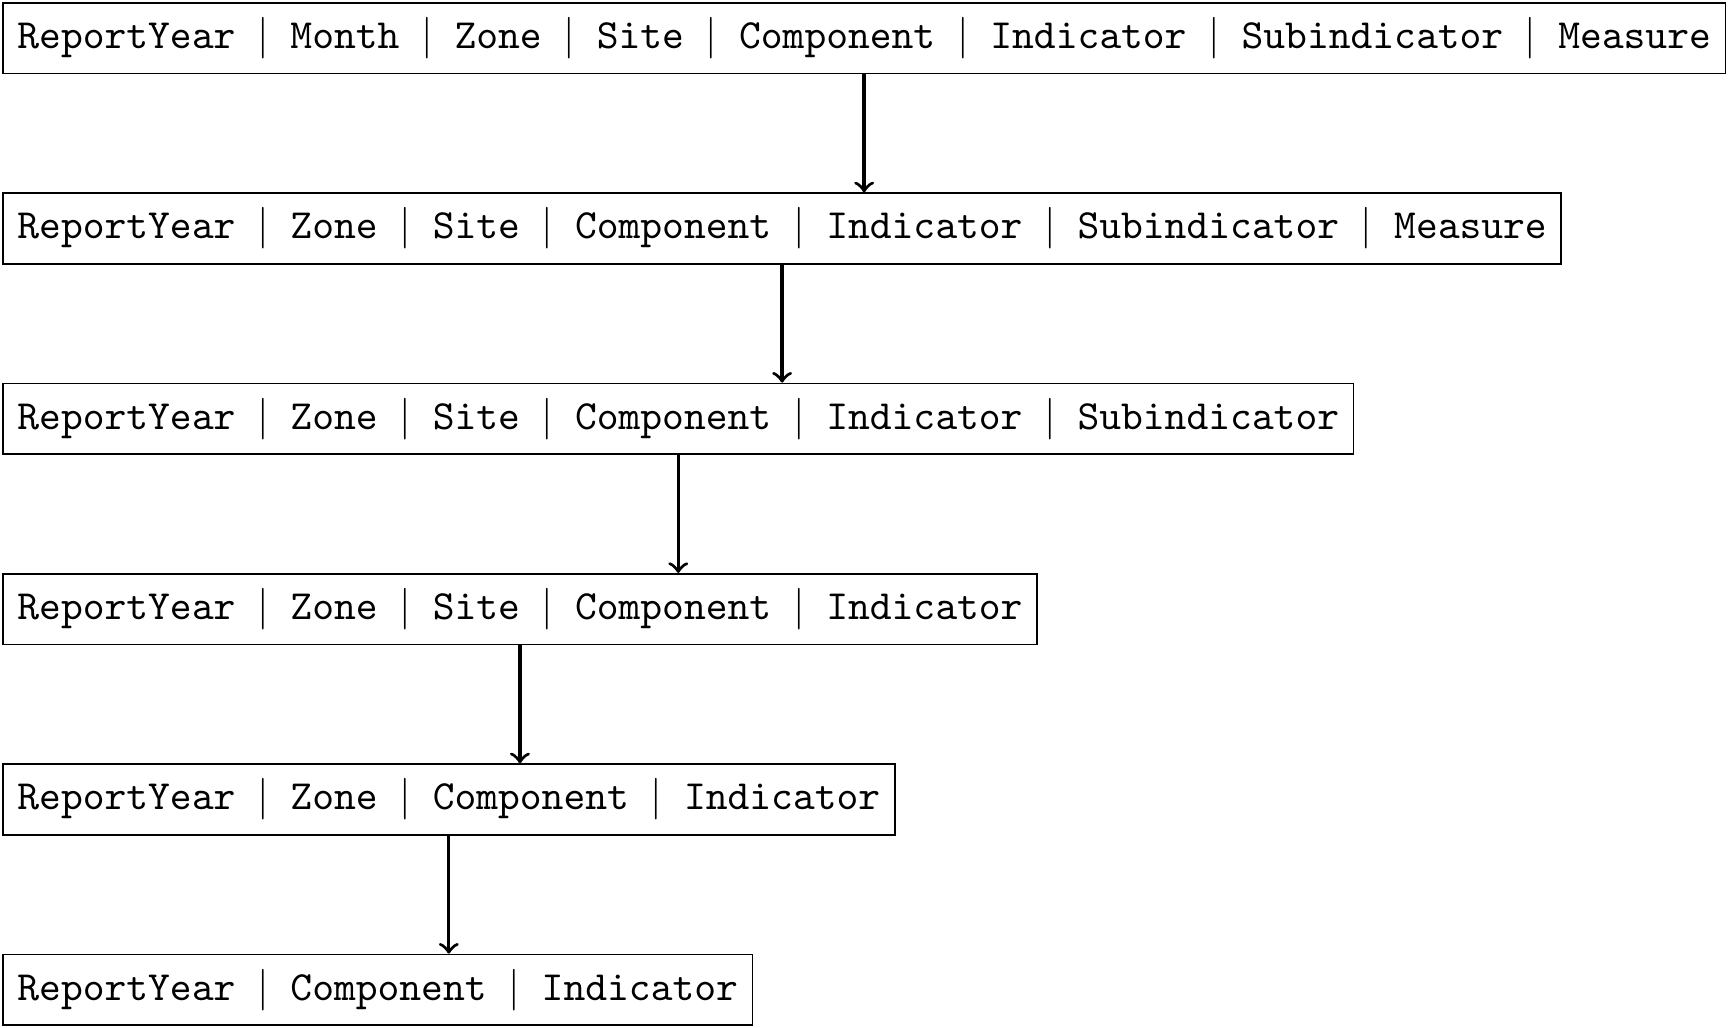 ReportYear | Month | Zone | Site | Component | Indicator | Subindicator | Measure
ReportYear | Zone | Site | Component | Indicator | Subindicator | Measure
ReportYear | Zone | Site | Component | Indicator | Subindicator
ReportYear | Zone | Site | Component | Indicator
ReportYear | Zone | Component | Indicator
ReportYear | Component | Indicator